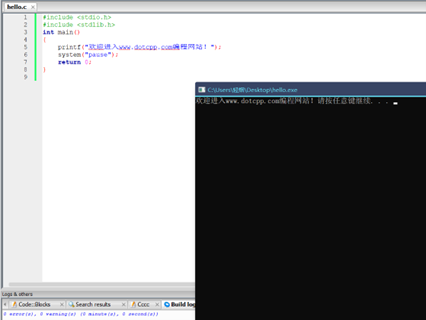 hello.c
1 #include <stdio.h>
2 #include <stdlib.h>
3 int main()
4 {
5 printf("欢迎进入www.dotcpp.com编程网站! ");
6 system("pause");
7 return 0;
8 }
9
C:\Users\Desktop\hello.exe
欢迎进入www.dotcpp.com编程网站! 请按任意键继续. . .
Logs & others
Code::Blocks Search results Cccc Build log
0 error(s), 0 warning(s) (0 minute(s), 0 second(s))